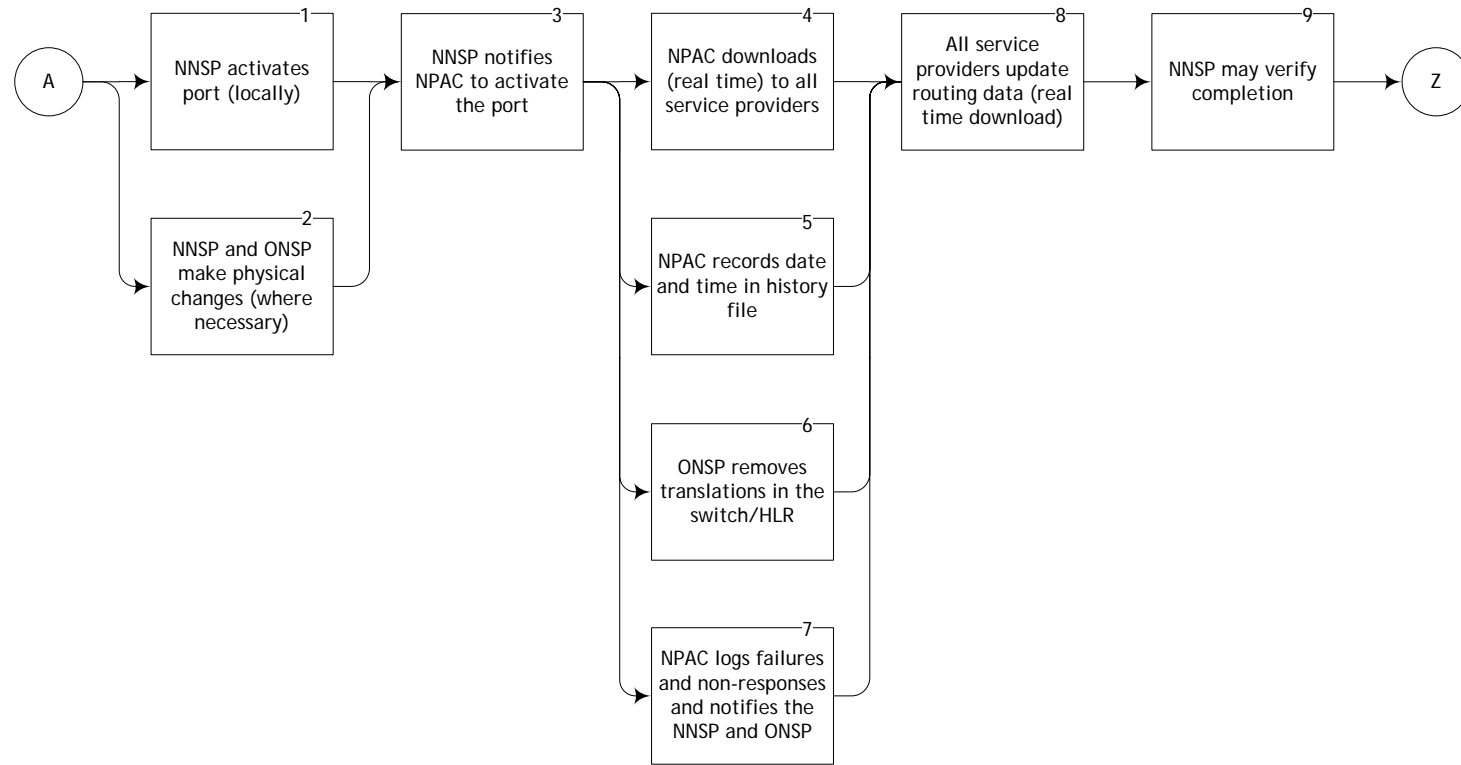 A
1
NNSP activates
port (locally)
2
NNSP and ONSP
make physical
changes (where
necessary)
3
NNSP notifies
NPAC to activate
the port
4
NPAC downloads
(real time) to all
service providers
5
NPAC records date
and time in history
file
6
ONSP removes
translations in the
switch/HLR
7
NPAC logs failures
and non-responses
and notifies the
NNSP and ONSP
8
All service
providers update
routing data (real
time download)
9
NNSP may verify
completion
Z